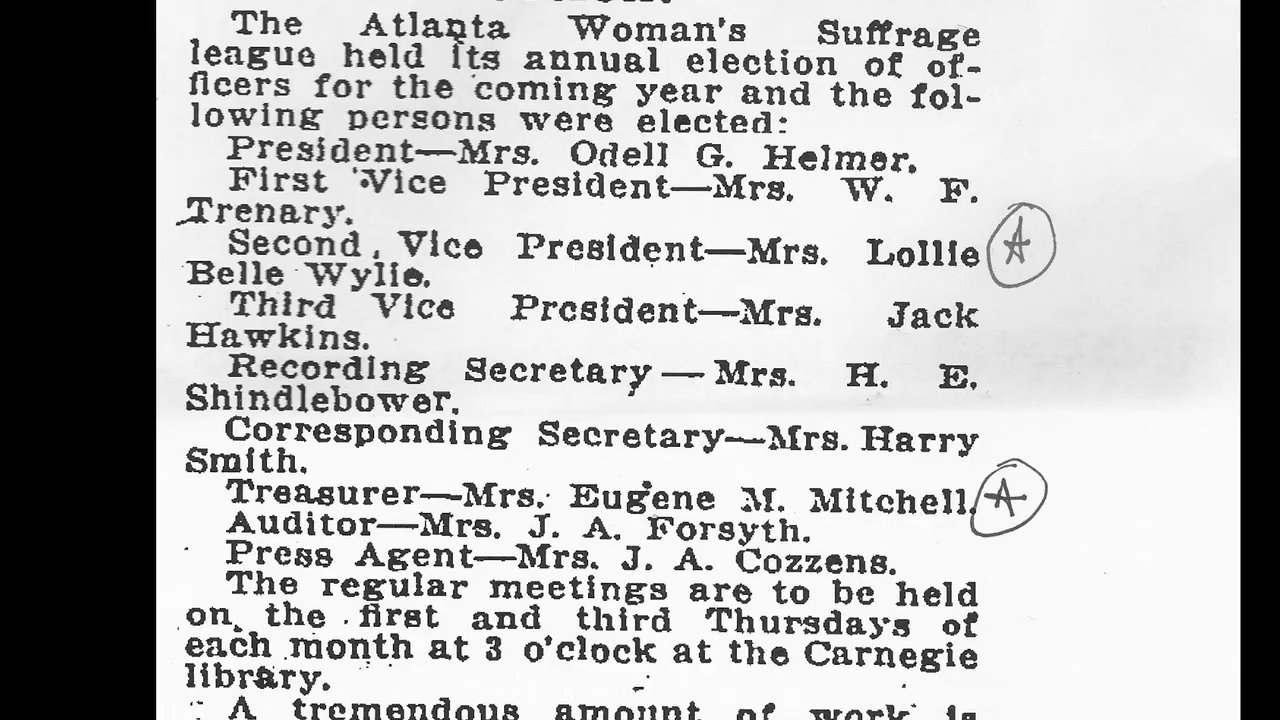 The Atlanta Woman's Suffrage
league held its annual election of of-
ficers for the coming year and the fol-
lowing persons were elected:
President—Mrs. Odell G. Helmer.
First Vice President—Mrs. W. F.
Trenary.
Second Vice President—Mrs. Lollie
Belle Wylie.
Third Vice President—Mrs. Jack
Hawkins.
Recording Secretary — Mrs. H. E.
Shindlebower.
Corresponding Secretary—Mrs. Harry
Smith.
Treasurer—Mrs. Eugene M. Mitchell.
Auditor—Mrs. J. A. Forsyth.
Press Agent—Mrs. J. A. Cozzens.
The regular meetings are to be held
on the first and third Thursdays of
each month at 3 o'clock at the Carnegie
library.
A tremendous amount of work is